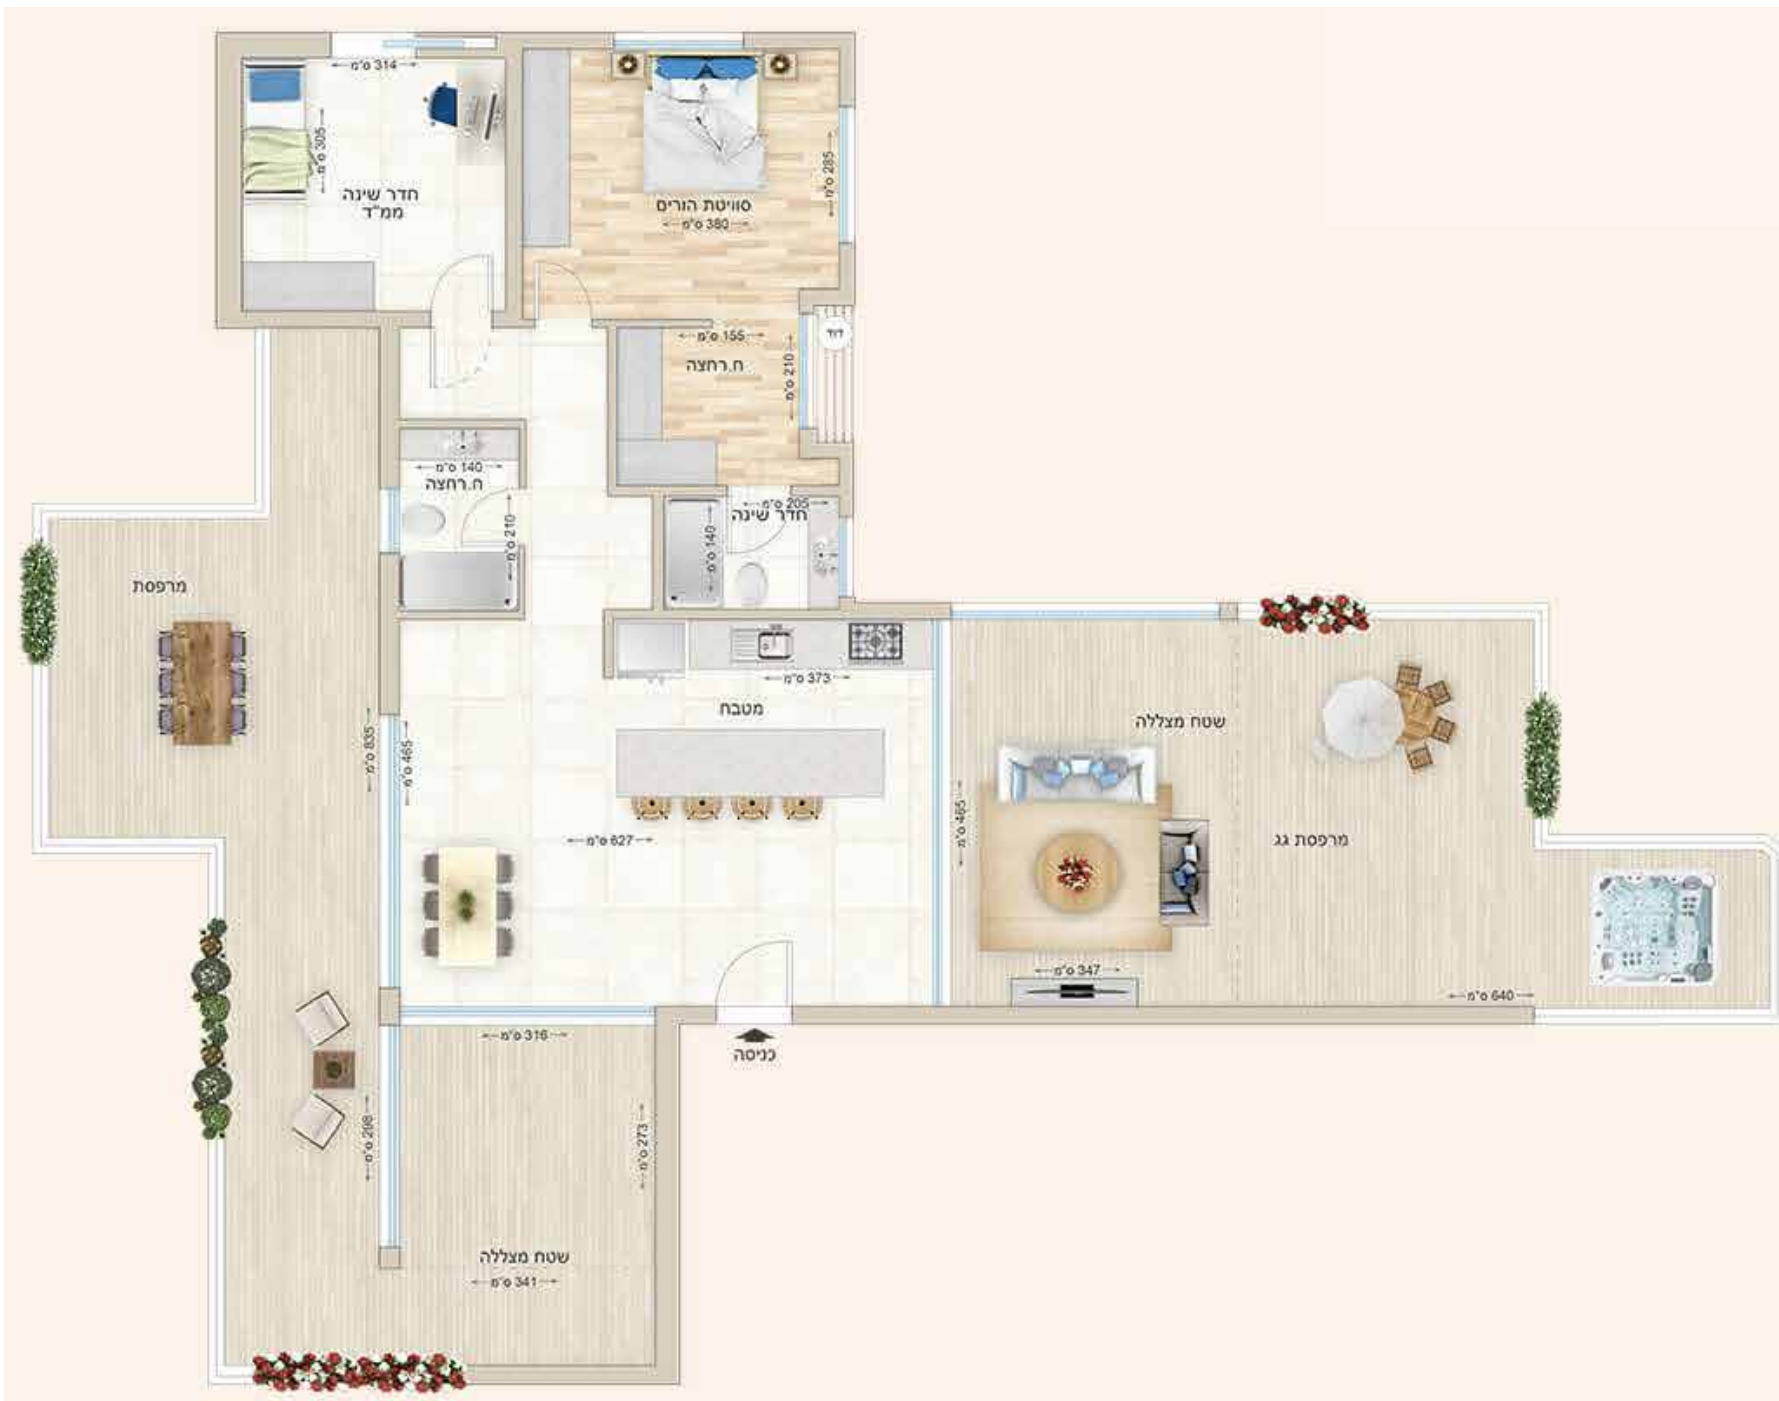 314 ס"מ
305 ס"מ
חדר שינה
ממ"ד
סוויטת הורים
380 ס"מ
285 ס"מ
155 ס"מ
ח.רחצה
210 ס"מ
דוד
140 ס"מ
ח.רחצה
210 ס"מ
205 ס"מ
חדר שינה
140 ס"מ
מרפסת
373 ס"מ
מטבח
835 ס"מ
465 ס"מ
627 ס"מ
שטח מצללה
465 ס"מ
מרפסת גג
347 ס"מ
640 ס"מ
316 ס"מ
כניסה
298 ס"מ
273 ס"מ
שטח מצללה
341 ס"מ